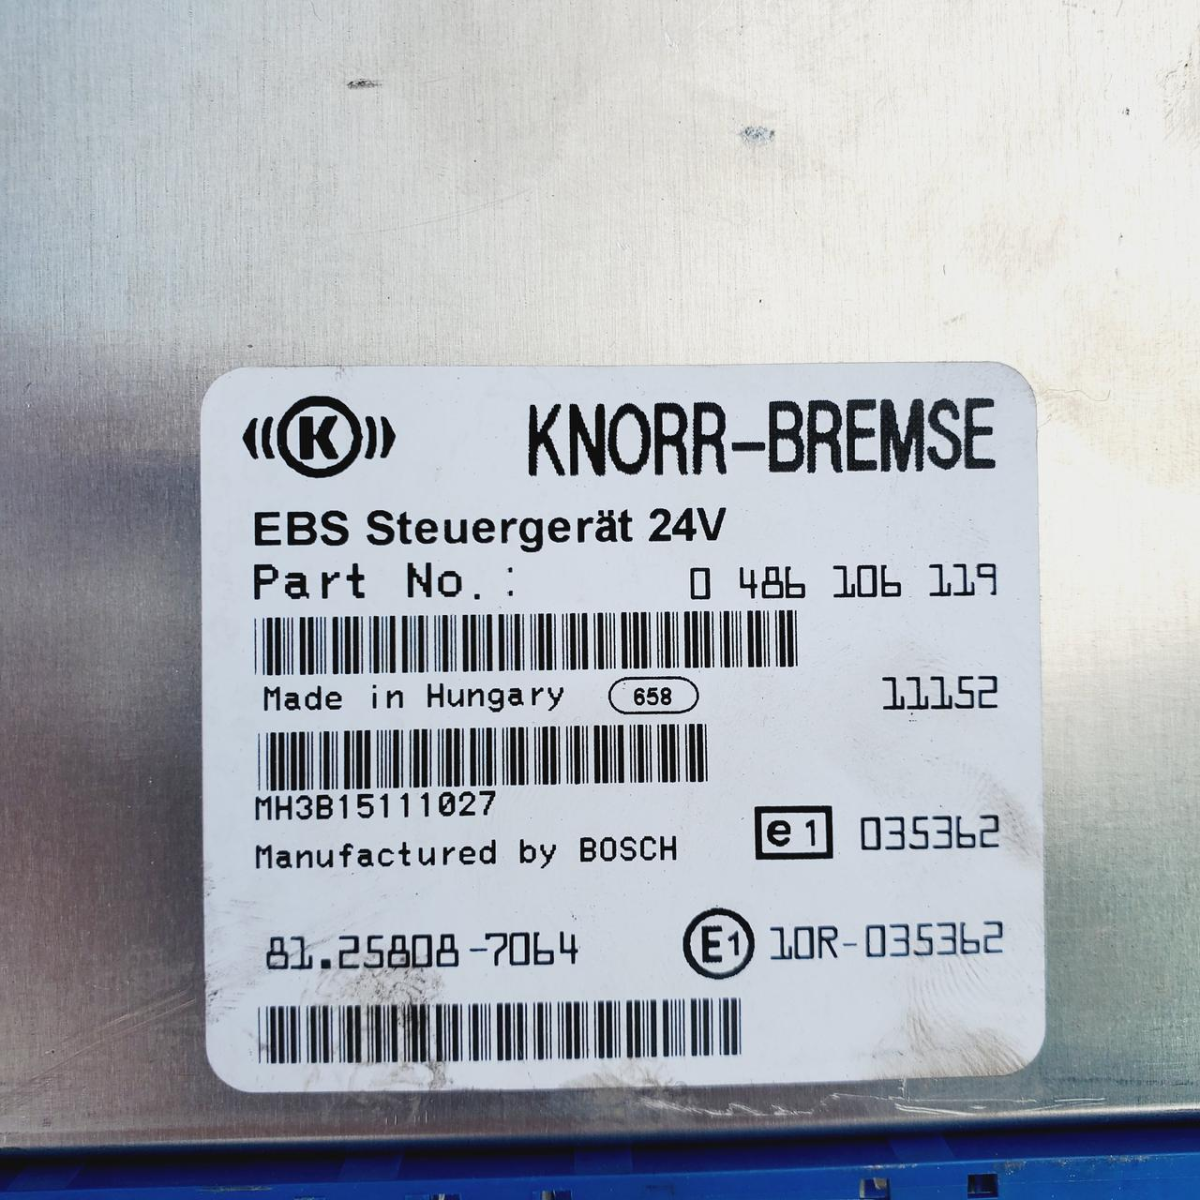 K KNORR-BREMSE
EBS Steuergerät 24V
Part No.: 0 486 106 119
Made in Hungary 658 11152
MH3B15111027
e1 035362
Manufactured by BOSCH
81.25808-7064 E1 10R-035362